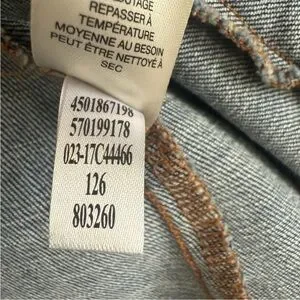 REPASSER À
TEMPÉRATURE
MOYENNE AU BESOIN
PEUT ÊTRE NETTOYÉ À
SEC
4501867198
570199178
023-17C44466
126
803260